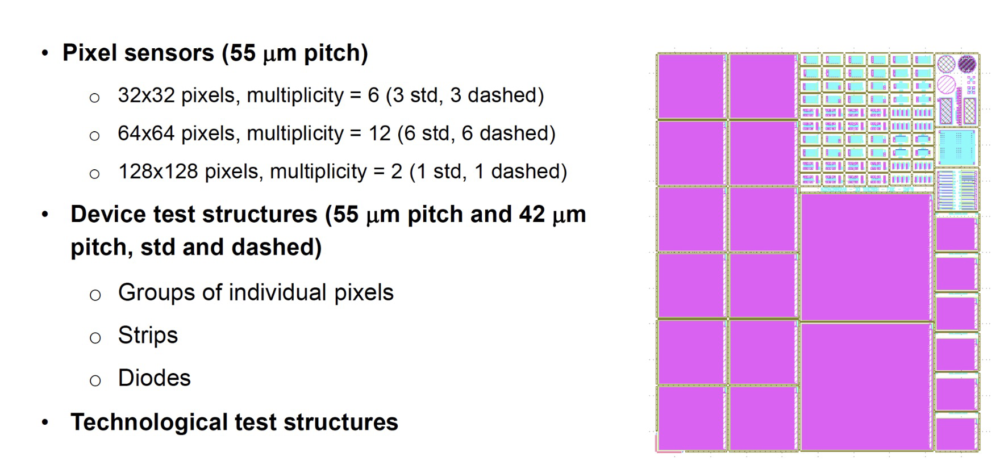 • Pixel sensors (55 μm pitch)
o 32x32 pixels, multiplicity = 6 (3 std, 3 dashed)
o 64x64 pixels, multiplicity = 12 (6 std, 6 dashed)
o 128x128 pixels, multiplicity = 2 (1 std, 1 dashed)
• Device test structures (55 μm pitch and 42 μm
pitch, std and dashed)
o Groups of individual pixels
o Strips
o Diodes
• Technological test structures